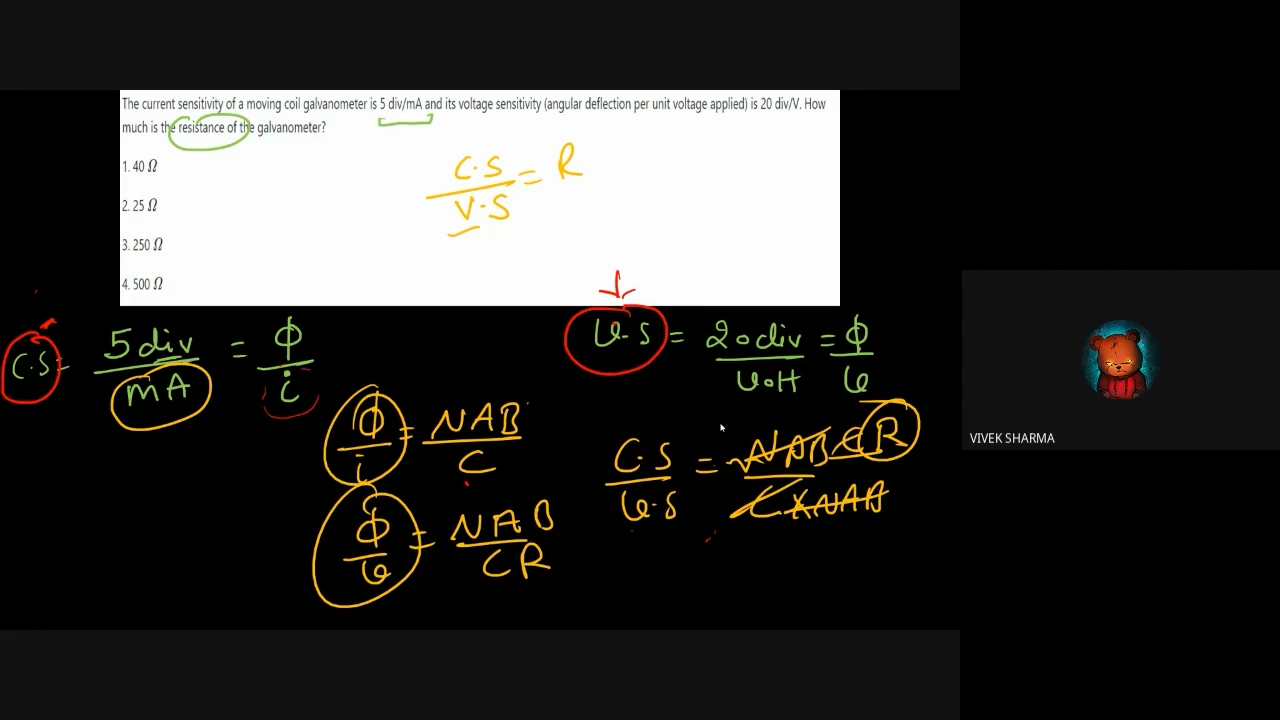 The current sensitivity of a moving coil galvanometer is 5 div/mA and its voltage sensitivity (angular deflection per unit voltage applied) is 20 div/V. How
much is the resistance of the galvanometer?
1. 40 Ω
2. 25 Ω
3. 250 Ω
4. 500 Ω
C.S / V.S = R
C.S = 5 div / mA = ϕ / i
V.S = 20 div / Volt = ϕ / V
ϕ / i = NAB / C
ϕ / V = NAB / CR
C.S / V.S = NAB CR / C X NAB
VIVEK SHARMA